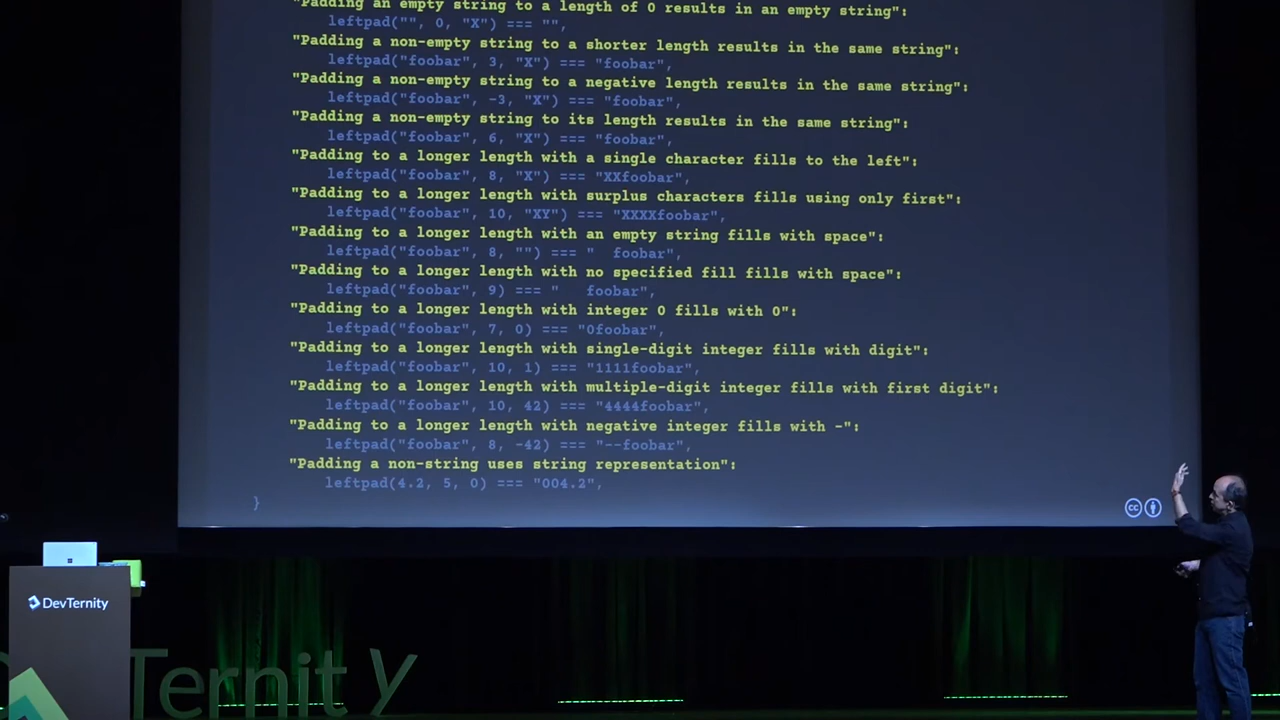 "Padding an empty string to a length of 0 results in an empty string":
leftpad("", 0, "X") === "",
"Padding a non-empty string to a shorter length results in the same string":
leftpad("foobar", 3, "X") === "foobar",
"Padding a non-empty string to a negative length results in the same string":
leftpad("foobar", -3, "X") === "foobar",
"Padding a non-empty string to its length results in the same string":
leftpad("foobar", 6, "X") === "foobar",
"Padding to a longer length with a single character fills to the left":
leftpad("foobar", 8, "X") === "XXfoobar",
"Padding to a longer length with surplus characters fills using only first":
leftpad("foobar", 10, "XY") === "XXXXfoobar",
"Padding to a longer length with an empty string fills with space":
leftpad("foobar", 8, "") === "  foobar",
"Padding to a longer length with no specified fill fills with space":
leftpad("foobar", 9) === "   foobar",
"Padding to a longer length with integer 0 fills with 0":
leftpad("foobar", 7, 0) === "0foobar",
"Padding to a longer length with single-digit integer fills with digit":
leftpad("foobar", 10, 1) === "1111foobar",
"Padding to a longer length with multiple-digit integer fills with first digit":
leftpad("foobar", 10, 42) === "4444foobar",
"Padding to a longer length with negative integer fills with -":
leftpad("foobar", 8, -42) === "--foobar",
"Padding a non-string uses string representation":
leftpad(4.2, 5, 0) === "004.2",
}
cc
DevTernity
Ternity